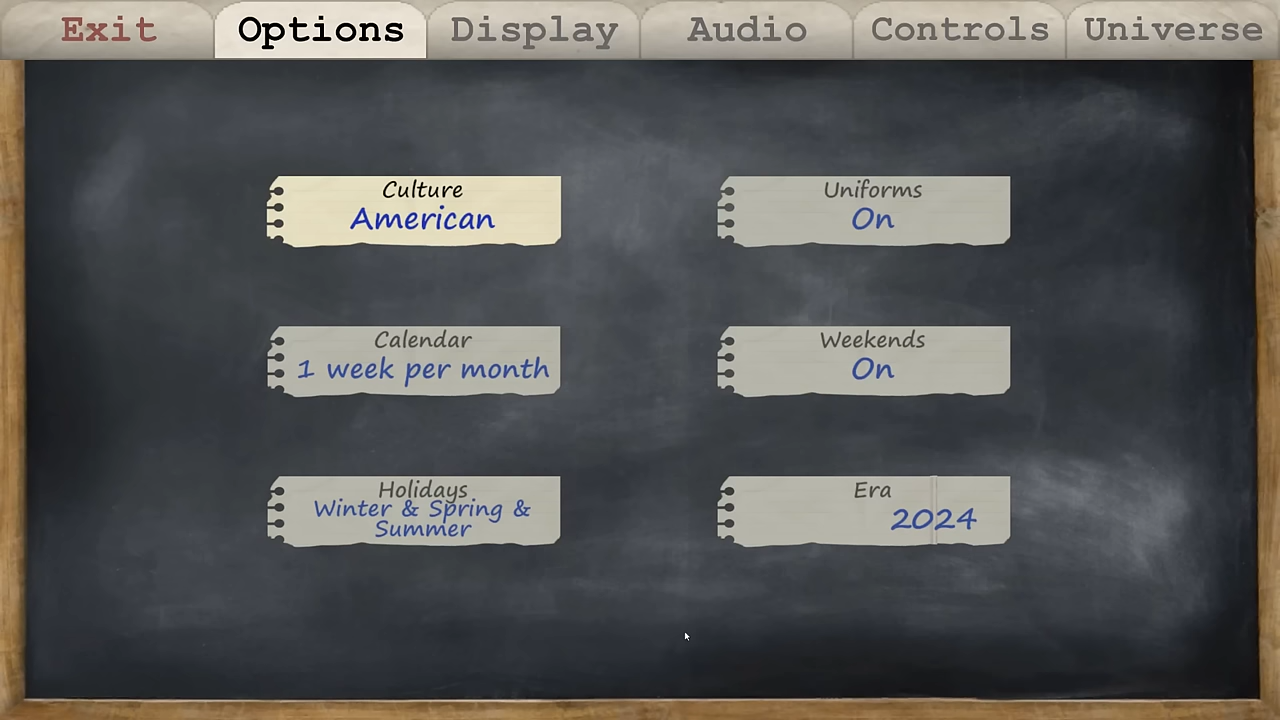 Exit Options Display Audio Controls Universe
Culture
American
Uniforms
On
Calendar
1 week per month
Weekends
On
Holidays
Winter & Spring &
Summer
Era
2024